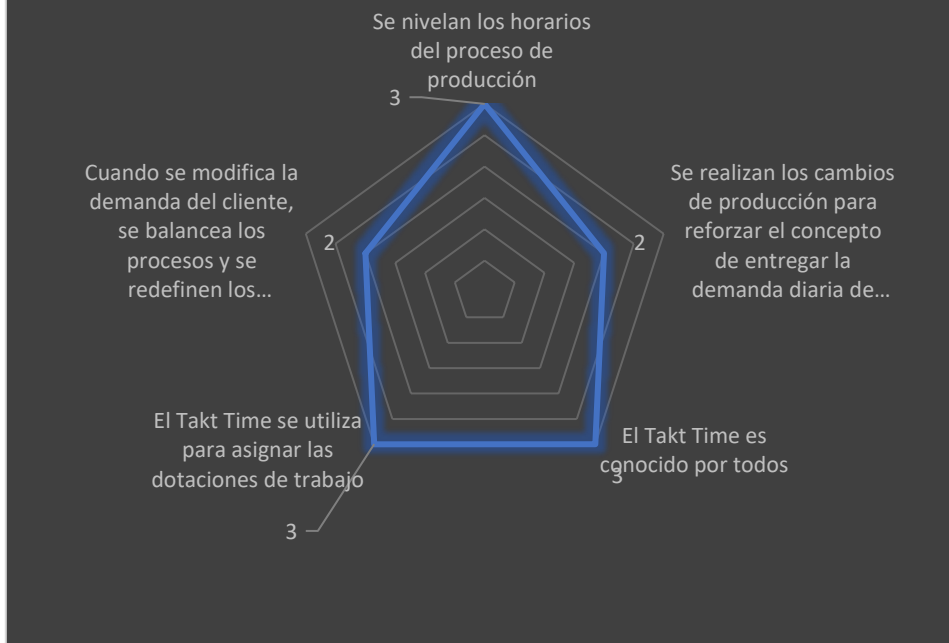 Se nivelan los horarios
del proceso de
producción
3
Se realizan los cambios
de producción para
reforzar el concepto
de entregar la
demanda diaria de...
2
El Takt Time es
conocido por todos
3
El Takt Time se utiliza
para asignar las
dotaciones de trabajo
3
Cuando se modifica la
demanda del cliente,
se balancea los
procesos y se
redefinen los...
2